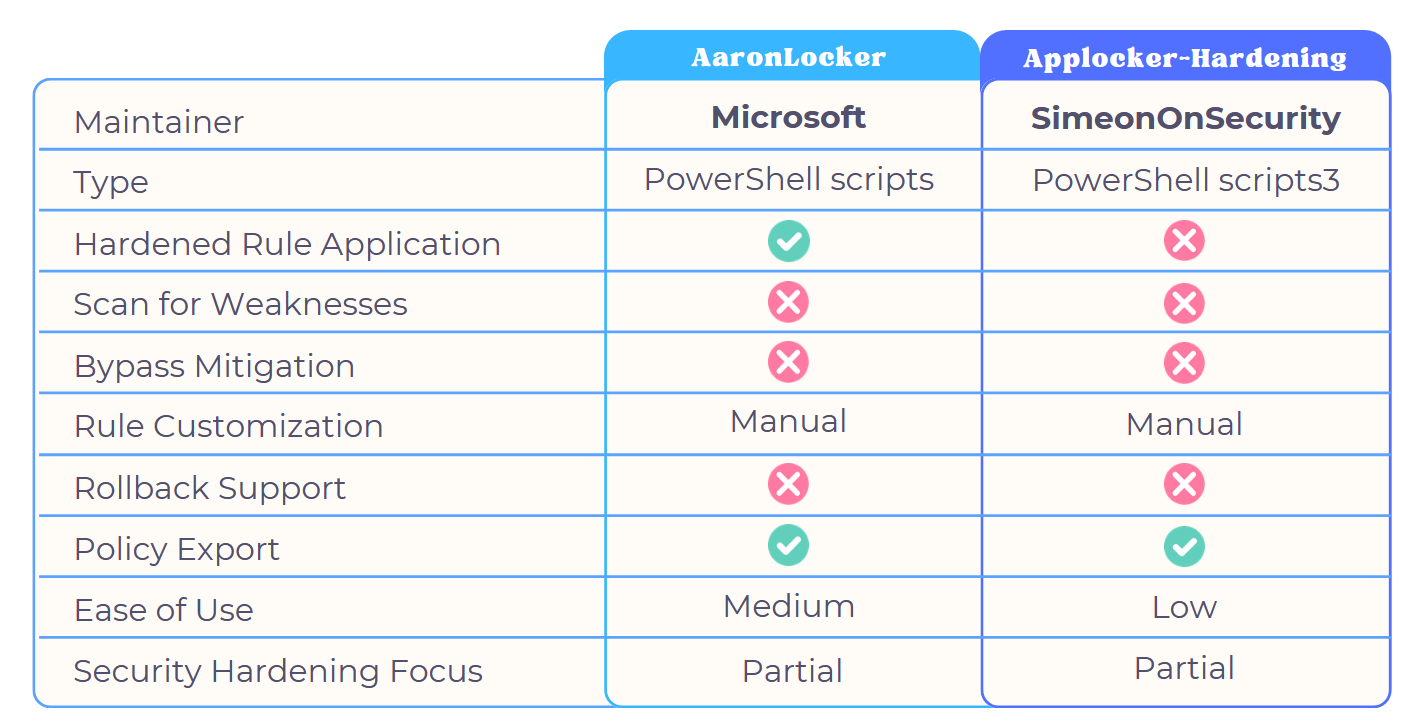 AaronLocker Applocker-Hardening
Maintainer Microsoft SimeonOnSecurity
Type PowerShell scripts PowerShell scripts3
Hardened Rule Application
Scan for Weaknesses
Bypass Mitigation
Rule Customization Manual Manual
Rollback Support
Policy Export
Ease of Use Medium Low
Security Hardening Focus Partial Partial